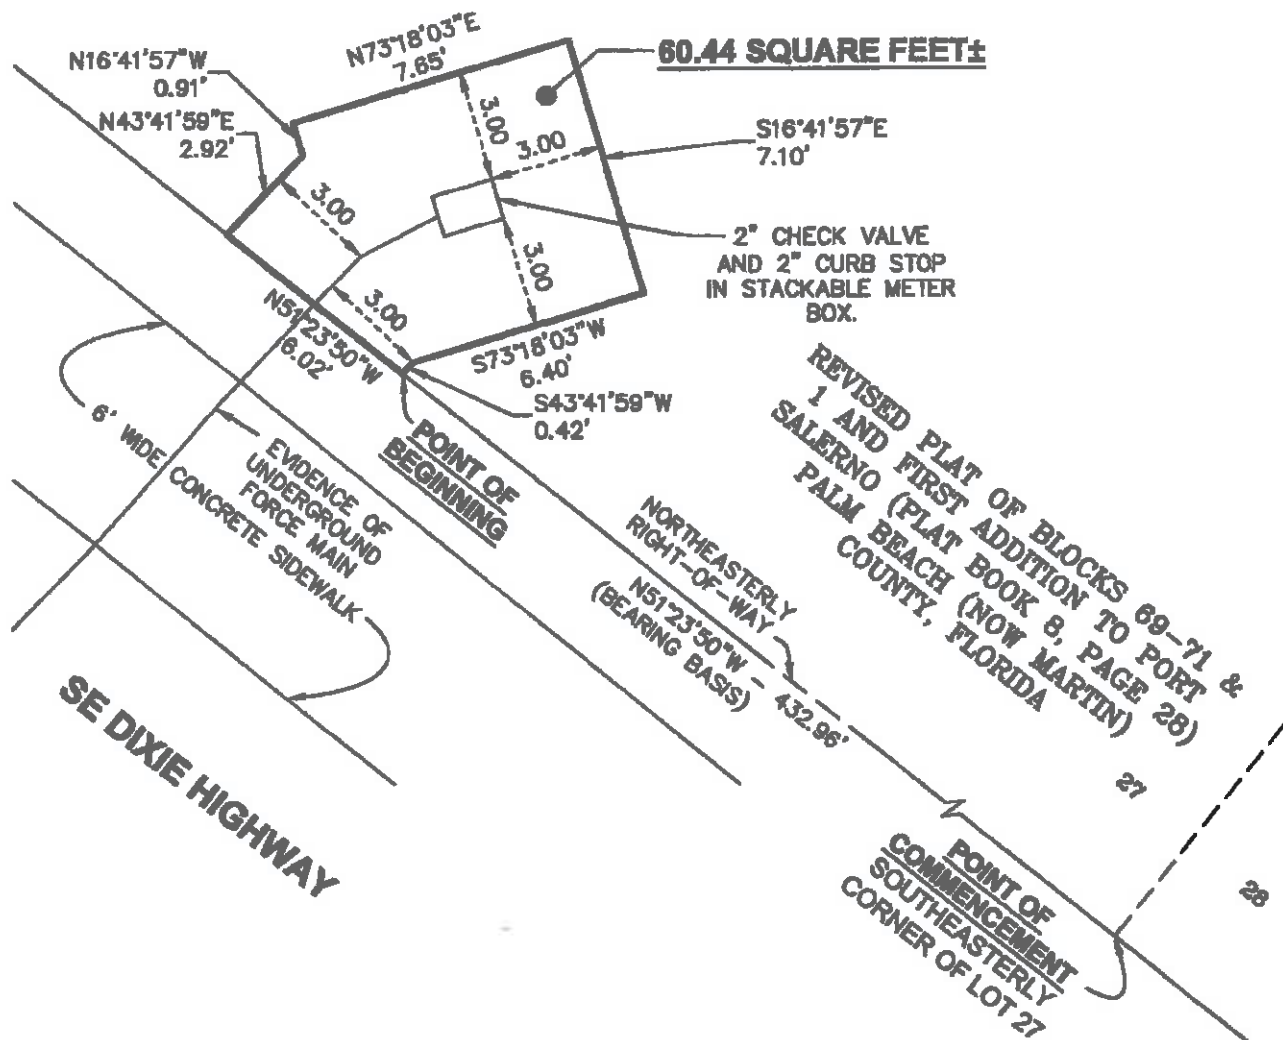 N73°18'03"E
7.65'
60.44 SQUARE FEET±
N16°41'57"W
0.91'
N43°41'59"E
2.92'
3.00
3.00
S16°41'57"E
7.10'
3.00
3.00
3.00
2" CHECK VALVE
AND 2" CURB STOP
IN STACKABLE METER
BOX.
N51°23'50"W
6.02'
S73°18'03"W
6.40'
S43°41'59"W
0.42'
POINT OF
BEGINNING
6' WIDE CONCRETE SIDEWALK
EVIDENCE OF
UNDERGROUND
FORCE MAIN
REVISED PLAT OF BLOCKS 69-71 &
1 AND FIRST ADDITION TO PORT
SALERNO (PLAT BOOK 8, PAGE 28)
PALM BEACH (NOW MARTIN)
COUNTY, FLORIDA
NORTHEASTERLY
RIGHT-OF-WAY
N51°23'50"W - 432.96'
(BEARING BASIS)
SE DIXIE HIGHWAY
27
28
POINT OF
COMMENCEMENT
SOUTHEASTERLY
CORNER OF LOT 27